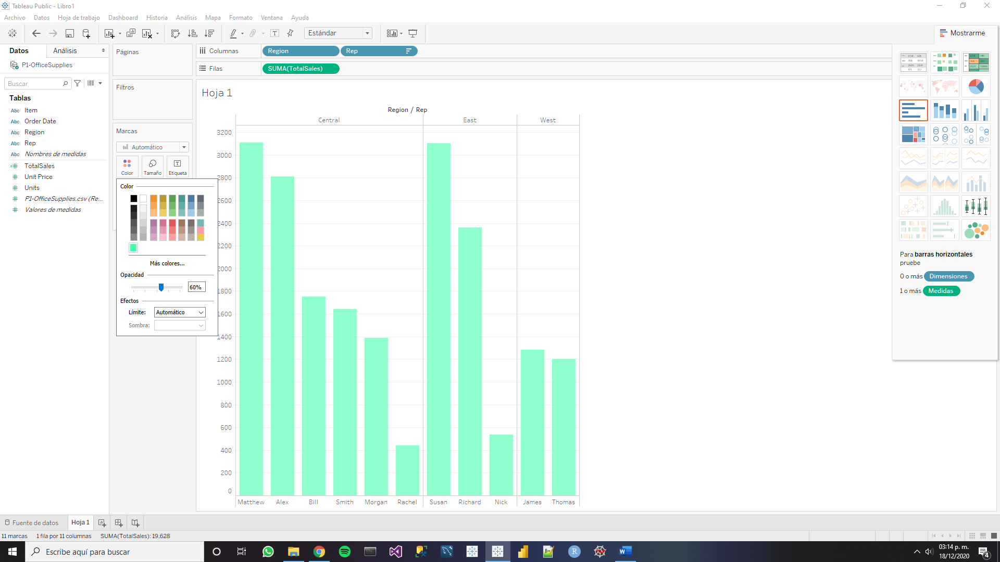 Tableau Public - Libro1
Archivo Datos Hoja de trabajo Dashboard Historia Análisis Mapa Formato Ventana Ayuda
Estándar
Mostrarme
Datos
Análisis
P1-OfficeSupplies
Buscar
Tablas
Abc Item
Abc Order Date
Abc Region
Abc Rep
Abc Nombres de medidas
TotalSales
Unit Price
Units
P1-OfficeSupplies.csv (Re...
Valores de medidas
Páginas
Filtros
Marcas
Automático
Color Tamaño Etiqueta
Color
Más colores...
Opacidad
60%
Efectos
Límite: Automático
Sombra:
Columnas Region Rep
Filas SUMA(TotalSales)
Hoja 1
Region / Rep
Central East West
3200
3000
2800
2600
2400
2200
2000
1800
1600
1400
1200
1000
800
600
400
200
0
Matthew Alex Bill Smith Morgan Rachel Susan Richard Nick James Thomas
Para barras horizontales
pruebe
0 o más Dimensiones
1 o más Medidas
Fuente de datos Hoja 1
11 marcas 1 fila por 11 columnas SUMA(TotalSales): 19,628
Escribe aquí para buscar
03:14 p. m.
18/12/2020
4